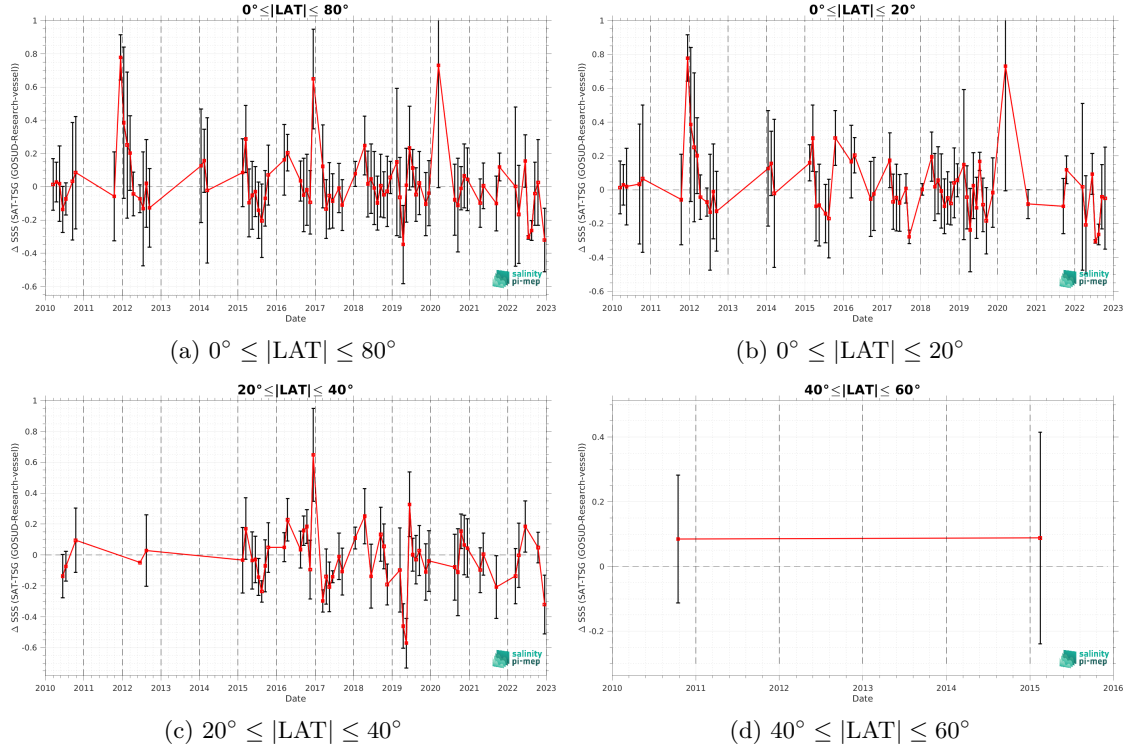 0°≤|LAT|≤ 80°
Δ SSS (SAT-TSG (GOSUD-Research-vessel))
1
0.8
0.6
0.4
0.2
0
-0.2
-0.4
-0.6
2010 2011 2012 2013 2014 2015 2016 2017 2018 2019 2020 2021 2022 2023
Date
salinity
pi-mep
(a) 0° ≤ |LAT| ≤ 80°
0°≤|LAT|≤ 20°
Δ SSS (SAT-TSG (GOSUD-Research-vessel))
1
0.8
0.6
0.4
0.2
0
-0.2
-0.4
-0.6
2010 2011 2012 2013 2014 2015 2016 2017 2018 2019 2020 2021 2022 2023
Date
salinity
pi-mep
(b) 0° ≤ |LAT| ≤ 20°
20°≤|LAT|≤ 40°
Δ SSS (SAT-TSG (GOSUD-Research-vessel))
1
0.8
0.6
0.4
0.2
0
-0.2
-0.4
-0.6
2010 2011 2012 2013 2014 2015 2016 2017 2018 2019 2020 2021 2022 2023
Date
salinity
pi-mep
(c) 20° ≤ |LAT| ≤ 40°
40°≤|LAT|≤ 60°
Δ SSS (SAT-TSG (GOSUD-Research-vessel))
0.4
0.2
0
-0.2
2010 2011 2012 2013 2014 2015 2016
Date
salinity
pi-mep
(d) 40° ≤ |LAT| ≤ 60°